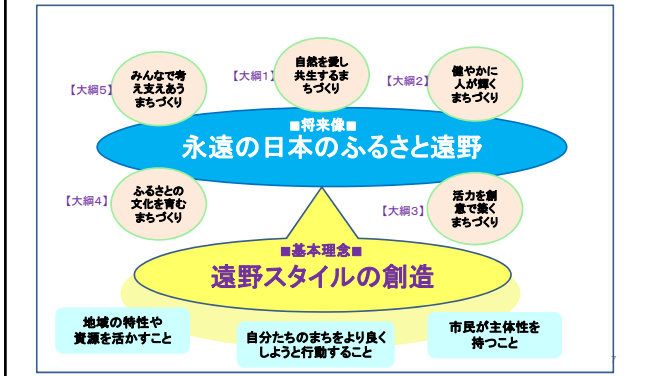 【大綱5】
みんなで考
え支えあう
まちづくり
【大綱1】
自然を愛し
共生するま
ちづくり
【大綱2】
健やかに
人が輝く
まちづくり
■将来像■
永遠の日本のふるさと遠野
【大綱4】
ふるさとの
文化を育む
まちづくり
【大綱3】
活力を創
意で築く
まちづくり
■基本理念■
遠野スタイルの創造
地域の特性や
資源を活かすこと
自分たちのまちをより良く
しようと行動すること
市民が主体性を
持つこと
7